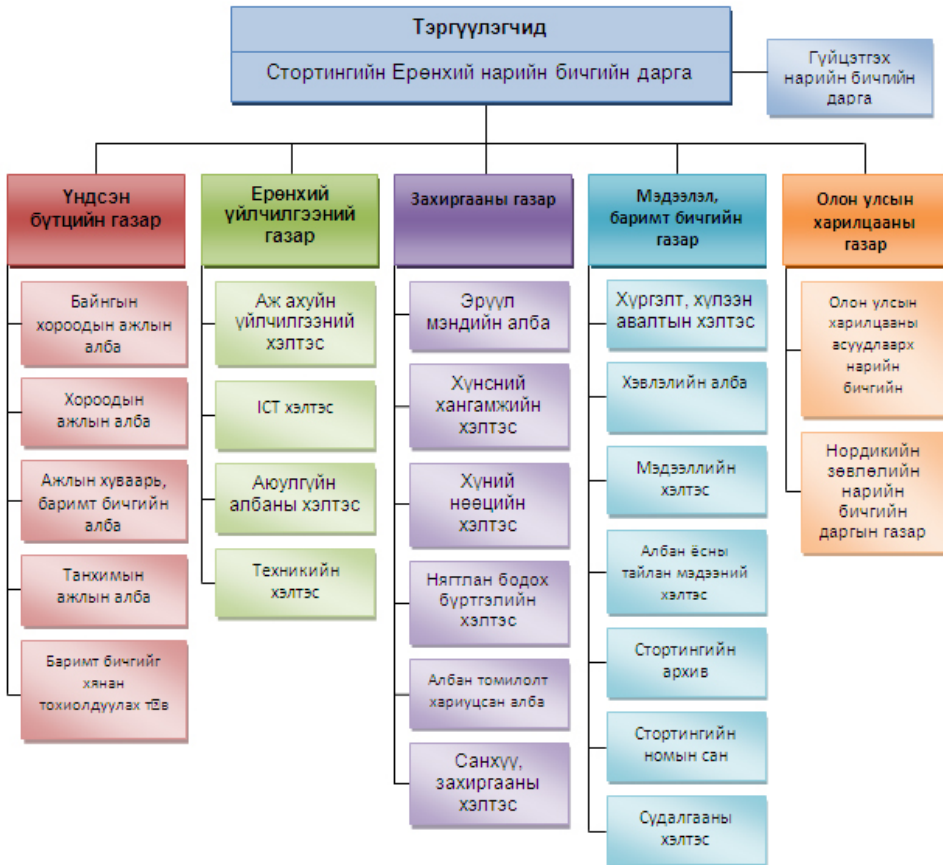 Тэргүүлэгчид
Стортингийн Ерөнхий нарийн бичгийн дарга
Гүйцэтгэх
нарийн бичгийн
дарга
Үндсэн
бүтцийн газар
Байнгын
хороодын ажлын
алба
Хороодын
ажлын алба
Ажлын хуваарь,
баримт бичгийн
алба
Танхимын
ажлын алба
Баримт бичгийг
хянан
тохиолдуулах т⍰в
Ерөнхий
үйлчилгээний
газар
Аж ахуйн
үйлчилгээний
хэлтэс
ICT хэлтэс
Аюулгүйн
албаны хэлтэс
Техникийн
хэлтэс
Захиргааны газар
Эрүүл
мэндийн алба
Хүнсний
хангамжийн
хэлтэс
Хүний
нөөцийн
хэлтэс
Нягтлан бодох
бүртгэлийн
хэлтэс
Албан томилолт
хариуцсан алба
Санхүү,
захиргааны
хэлтэс
Мэдээлэл,
баримт бичгийн
газар
Хүргэлт, хүлээн
авалтын хэлтэс
Хэвлэлийн алба
Мэдээллийн
хэлтэс
Албан ёсны
тайлан мэдээний
хэлтэс
Стортингийн
архив
Стортингийн
номын сан
Судалгааны
хэлтэс
Олон улсын
харилцааны
газар
Олон улсын
харилцааны
асуудлаарх
нарийн
бичгийн
Нордикийн
зөвлөлийн
нарийн
бичгийн
даргын газар